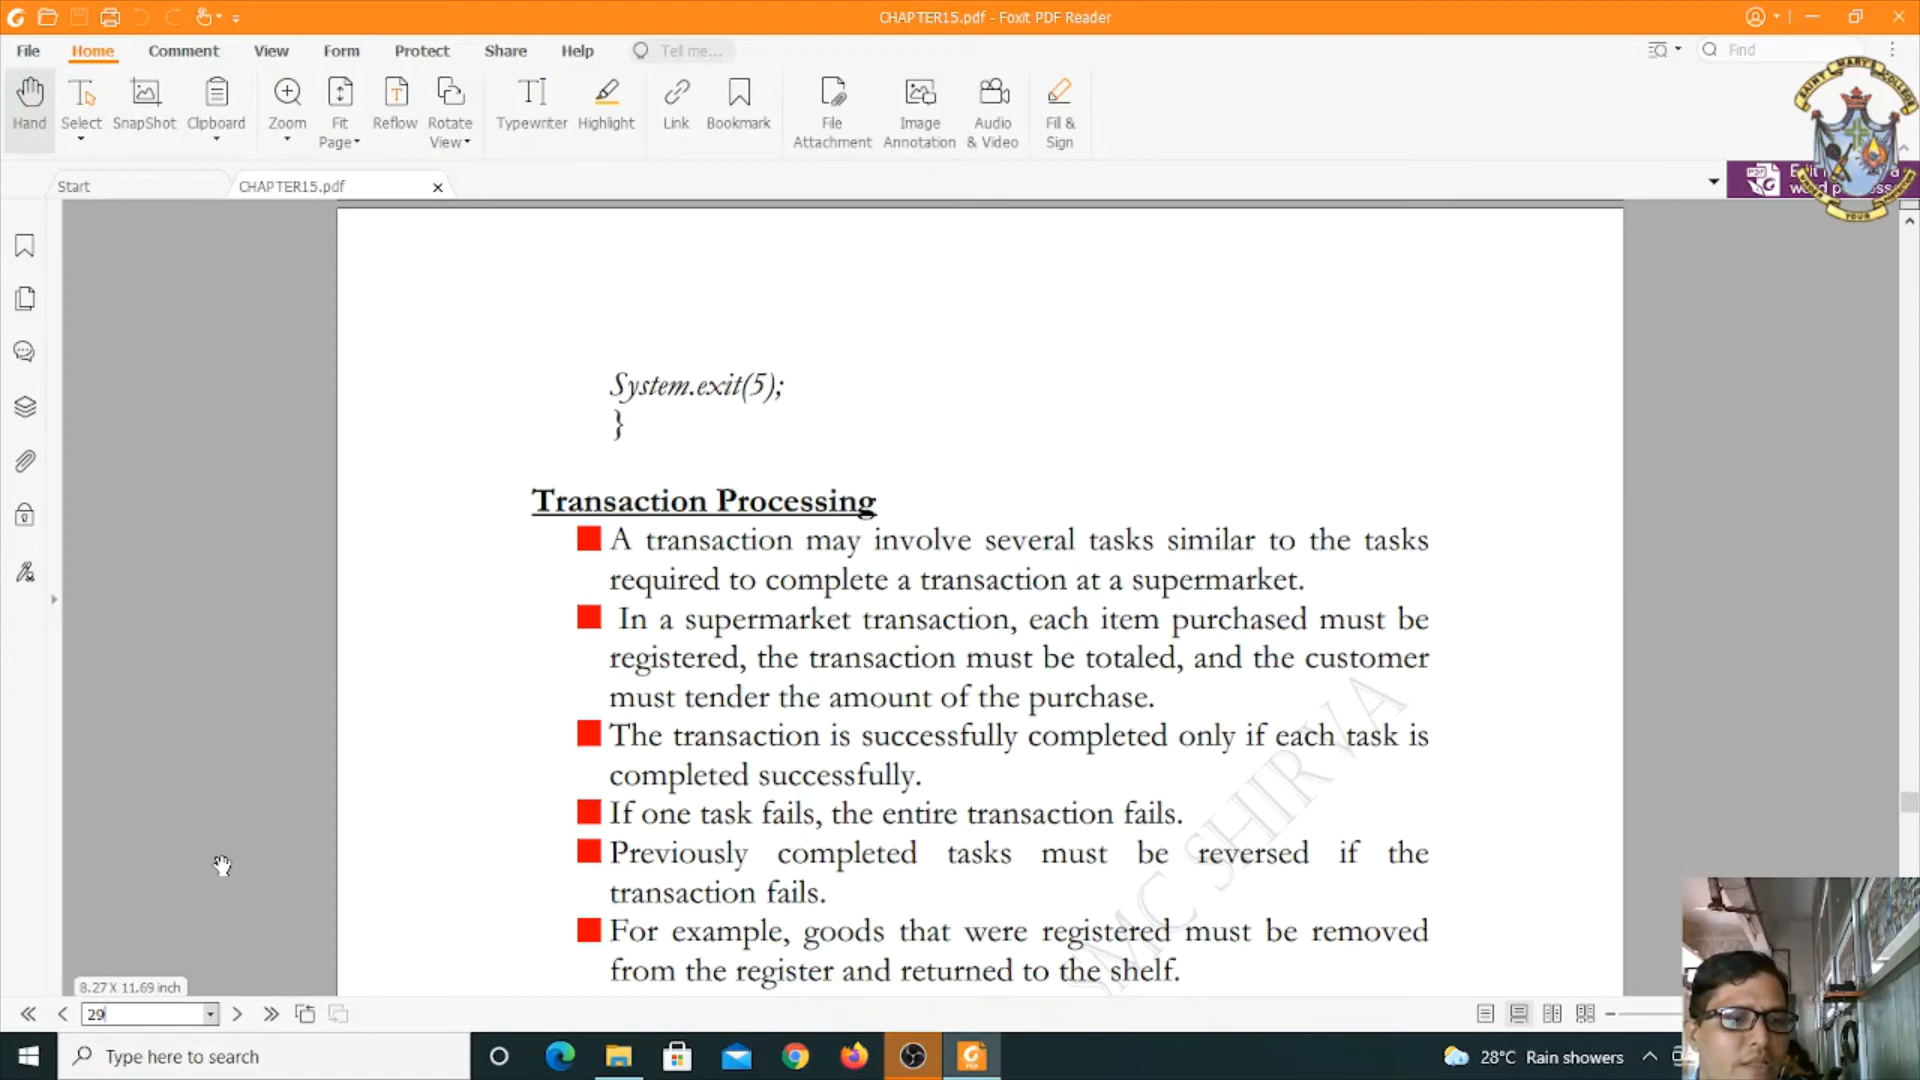 CHAPTER15.pdf - Foxit PDF Reader
File Home Comment View Form Protect Share Help Tell me... Find
Hand Select SnapShot Clipboard Zoom Fit Page Reflow Rotate View Typewriter Highlight Link Bookmark File Attachment Image Annotation Audio & Video Fill & Sign
SAINT MARY'S COLLEGE
YOUR
Start CHAPTER15.pdf
System.exit(5);
}
Transaction Processing
A transaction may involve several tasks similar to the tasks
required to complete a transaction at a supermarket.
In a supermarket transaction, each item purchased must be
registered, the transaction must be totaled, and the customer
must tender the amount of the purchase.
The transaction is successfully completed only if each task is
completed successfully.
If one task fails, the entire transaction fails.
Previously completed tasks must be reversed if the
transaction fails.
For example, goods that were registered must be removed
from the register and returned to the shelf.
SMC SHIRVA
8.27 X 11.69 inch
29
Type here to search
28°C Rain showers